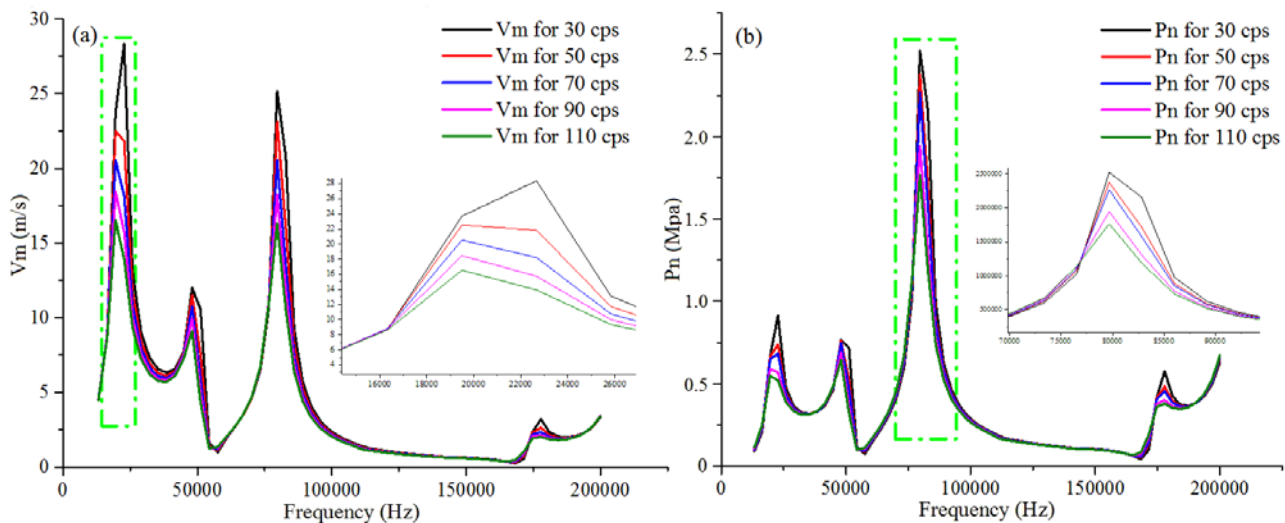 (a)
Vm for 30 cps
Vm for 50 cps
Vm for 70 cps
Vm for 90 cps
Vm for 110 cps
30
25
20
15
10
5
0
Vm (m/s)
28
26
24
22
20
18
16
14
12
10
8
6
4
16000 18000 20000 22000 24000 26000
0 50000 100000 150000 200000
Frequency (Hz)
(b)
Pn for 30 cps
Pn for 50 cps
Pn for 70 cps
Pn for 90 cps
Pn for 110 cps
2.5
2.0
1.5
1.0
0.5
0.0
Pn (Mpa)
2500000
2000000
1500000
1000000
500000
70000 75000 80000 85000 90000
0 50000 100000 150000 200000
Frequency (Hz)